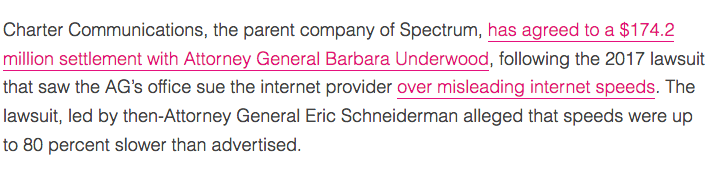 Charter Communications, the parent company of Spectrum, has agreed to a $174.2
million settlement with Attorney General Barbara Underwood, following the 2017 lawsuit
that saw the AG’s office sue the internet provider over misleading internet speeds. The
lawsuit, led by then-Attorney General Eric Schneiderman alleged that speeds were up
to 80 percent slower than advertised.